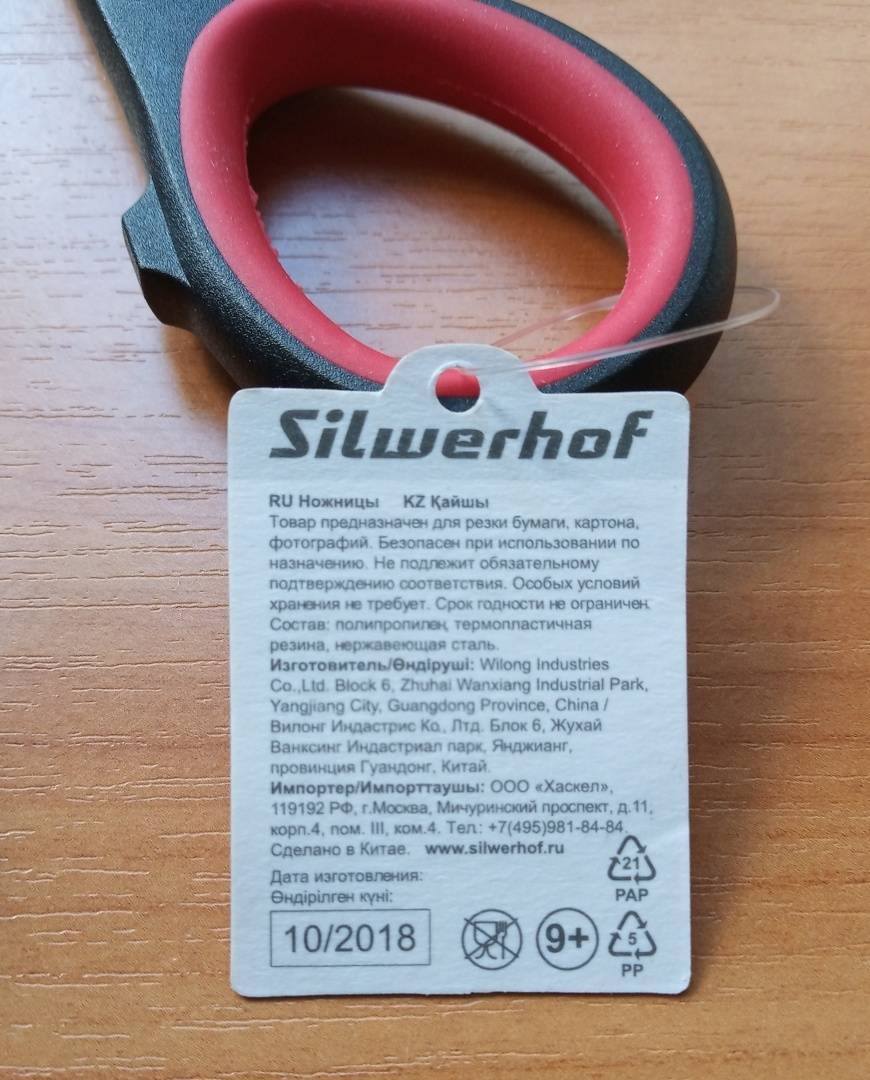 Silwerhof
RU Ножницы KZ Қайшы
Товар предназначен для резки бумаги, картона,
фотографий. Безопасен при использовании по
назначению. Не подлежит обязательному
подтверждению соответствия. Особых условий
хранения не требует. Срок годности не ограничен.
Состав: полипропилен, термопластичная
резина, нержавеющая сталь.
Изготовитель/Өндіруші: Wilong Industries
Co.,Ltd. Block 6, Zhuhai Wanxiang Industrial Park,
Yangjiang City, Guangdong Province, China /
Вилонг Индастрис Ко., Лтд. Блок 6, Жухай
Ванксинг Индастриал парк, Янджианг,
провинция Гуандонг, Китай.
Импортер/Импорттаушы: ООО «Хаскел»,
119192 РФ, г.Москва, Мичуринский проспект, д.11,
корп.4, пом. III, ком.4. Тел.: +7(495)981-84-84.
Сделано в Китае. www.silwerhof.ru
21
PAP
Дата изготовления:
Өндірілген күні:
10/2018
9+
5
PP